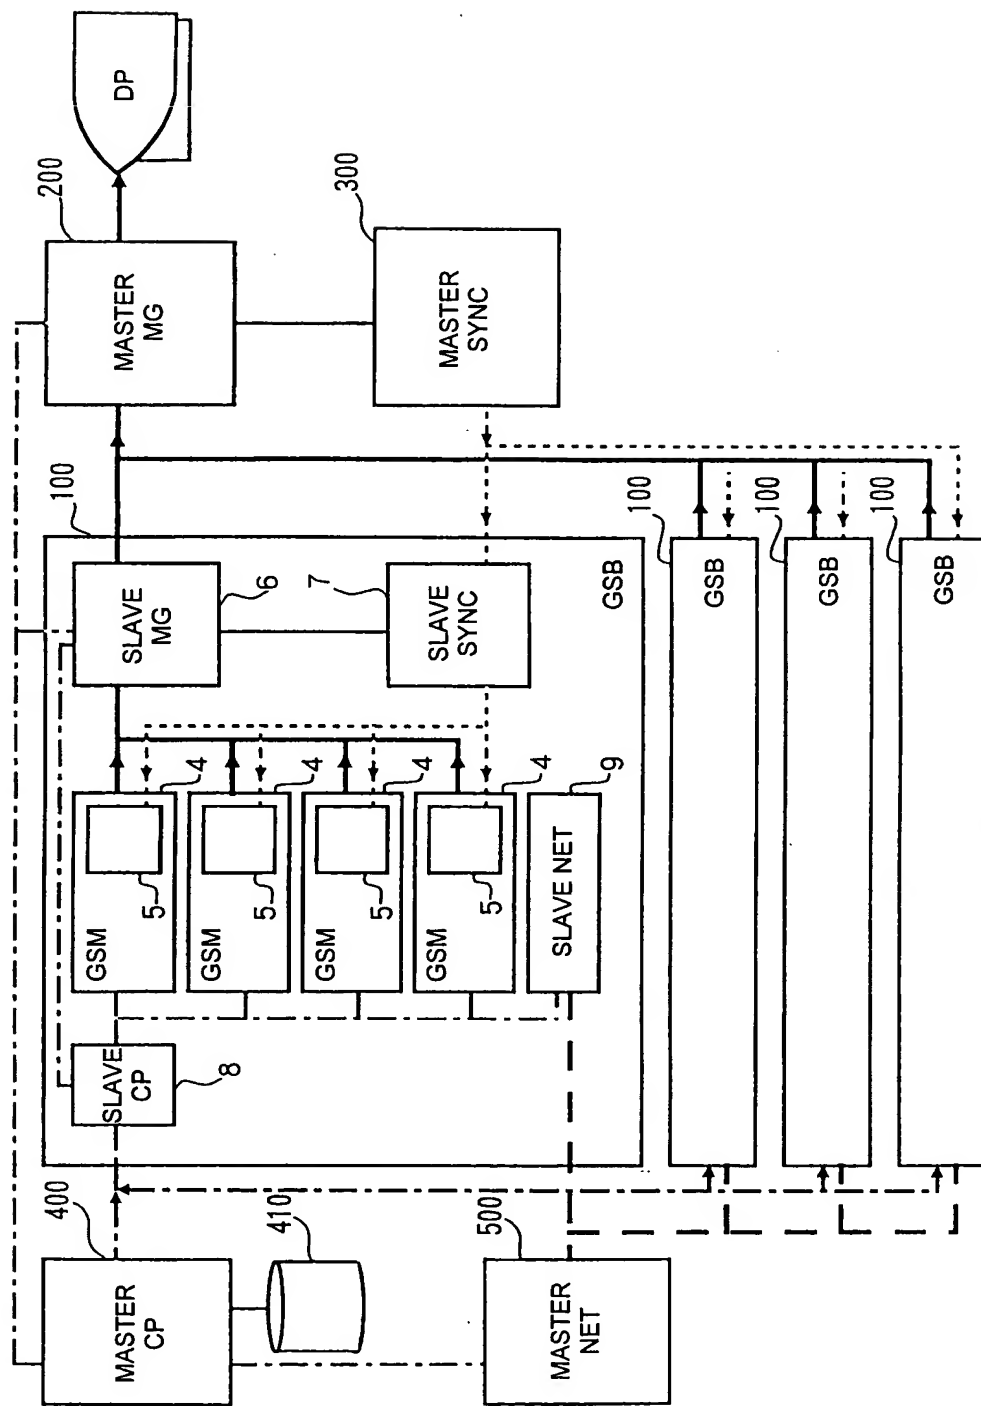 MASTER
CP
400
410
MASTER
NET
500
SLAVE
CP
8
GSM
5
4
GSM
5
4
GSM
5
4
GSM
5
4
SLAVE NET
9
SLAVE
MG
6
SLAVE
SYNC
7
GSB
100
GSB
100
GSB
100
GSB
100
MASTER
MG
200
MASTER
SYNC
300
DP